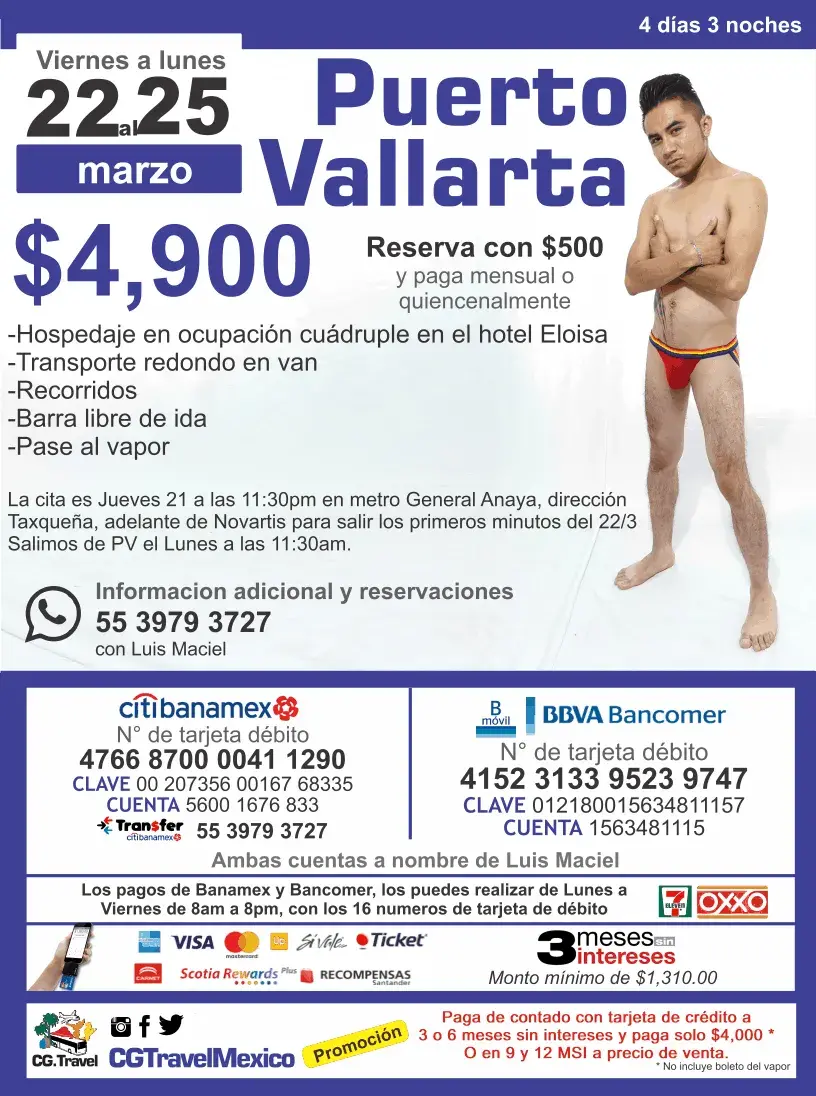 4 días 3 noches
Viernes a lunes
22al25
marzo
Puerto
Vallarta
$4,900
Reserva con $500
y paga mensual o
quiencenalmente
-Hospedaje en ocupación cuádruple en el hotel Eloisa
-Transporte redondo en van
-Recorridos
-Barra libre de ida
-Pase al vapor
La cita es Jueves 21 a las 11:30pm en metro General Anaya, dirección
Taxqueña, adelante de Novartis para salir los primeros minutos del 22/3
Salimos de PV el Lunes a las 11:30am.
Informacion adicional y reservaciones
55 3979 3727
con Luis Maciel
citibanamex
N° de tarjeta débito
4766 8700 0041 1290
CLAVE 00 207356 00167 68335
CUENTA 5600 1676 833
Tran$fer
citibanamex
55 3979 3727
B
móvil
BBVA Bancomer
N° de tarjeta débito
4152 3133 9523 9747
CLAVE 012180015634811157
CUENTA 1563481115
Ambas cuentas a nombre de Luis Maciel
Los pagos de Banamex y Bancomer, los puedes realizar de Lunes a
Viernes de 8am a 8pm, con los 16 numeros de tarjeta de débito
7
ELEVEN
OXXO
VISA
mastercard
Up
Sí Vale
Ticket
CARNET
Scotia Rewards Plus
RECOMPENSAS
Santander
3 meses sin
intereses
Monto mínimo de $1,310.00
CG.Travel
CGTravelMexico
Promoción
Paga de contado con tarjeta de crédito a
3 o 6 meses sin intereses y paga solo $4,000 *
O en 9 y 12 MSI a precio de venta.
* No incluye boleto del vapor